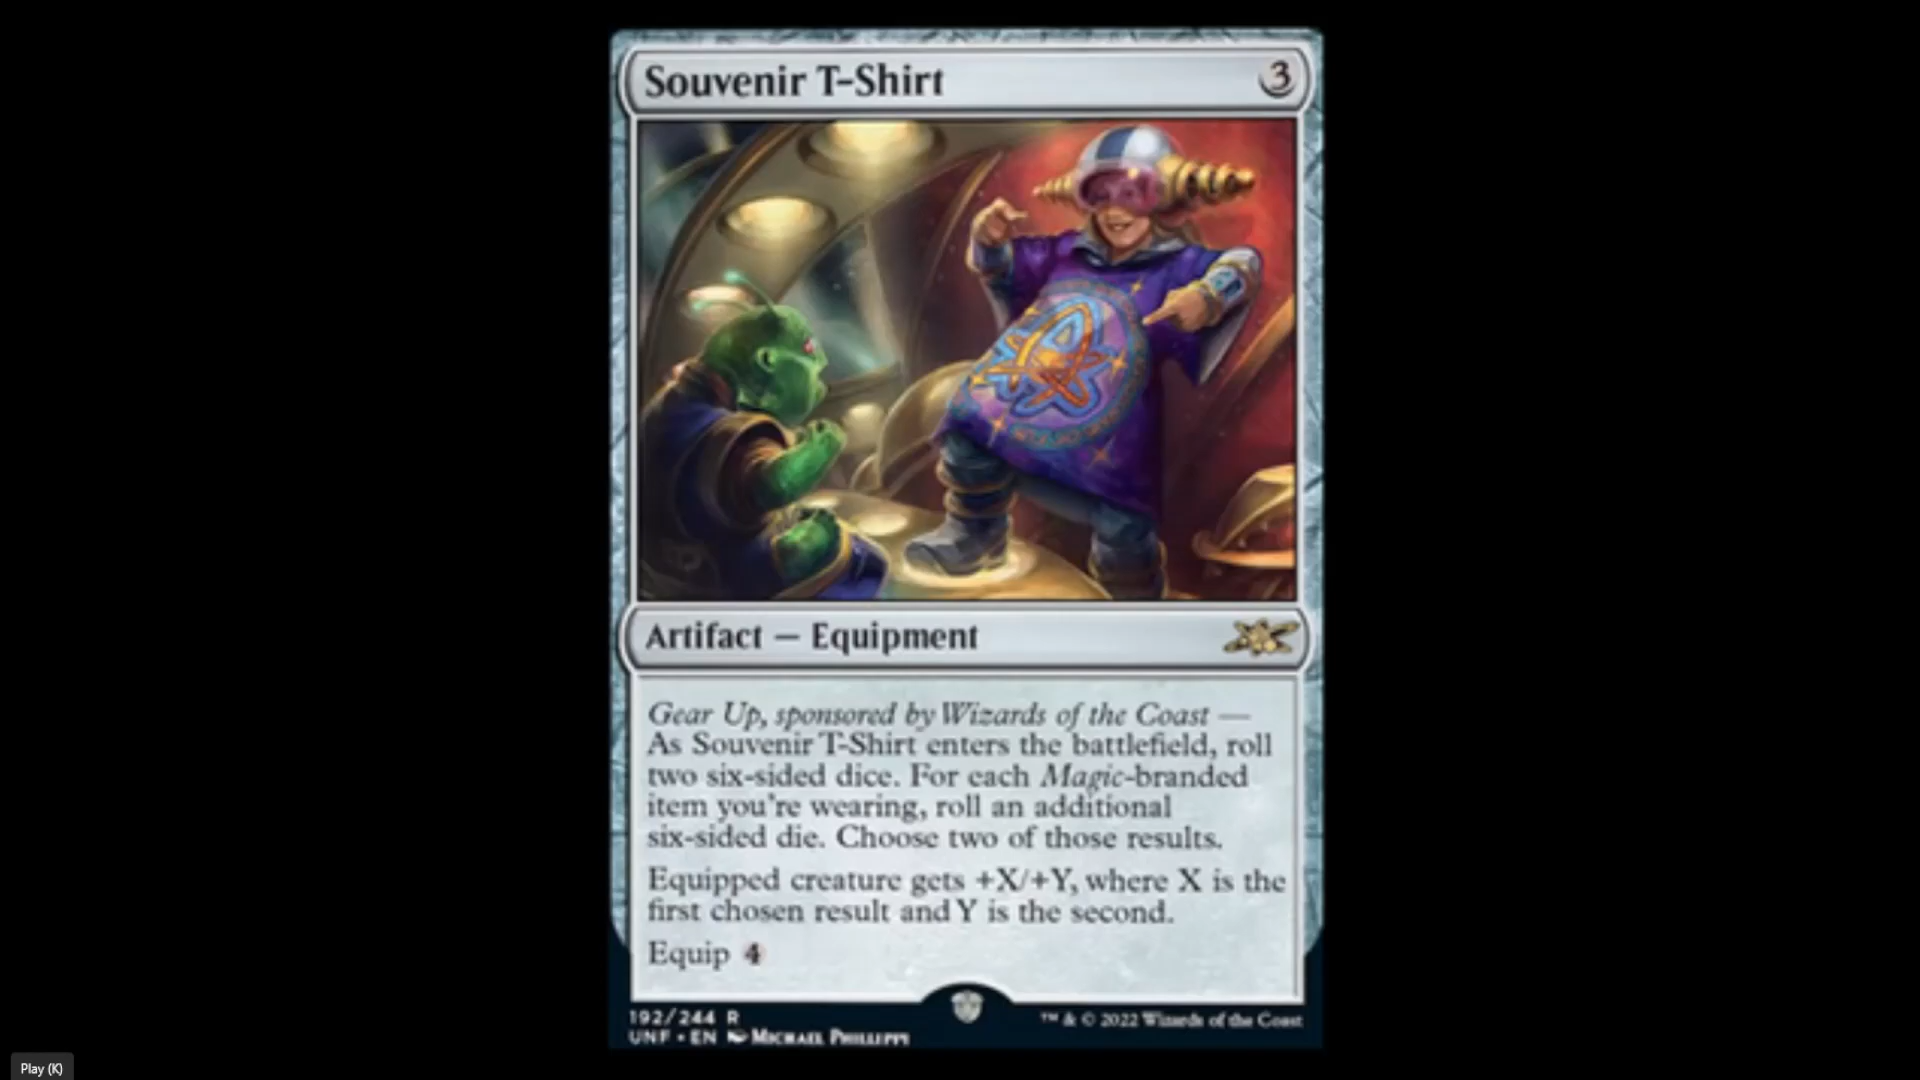 Souvenir T-Shirt
3
Artifact — Equipment
Gear Up, sponsored by Wizards of the Coast —
As Souvenir T-Shirt enters the battlefield, roll
two six-sided dice. For each Magic-branded
item you're wearing, roll an additional
six-sided die. Choose two of those results.
Equipped creature gets +X/+Y, where X is the
first chosen result and Y is the second.
Equip 4
192/244 R
UNF • EN Michael Phillippi
™ & © 2022 Wizards of the Coast
Play (K)